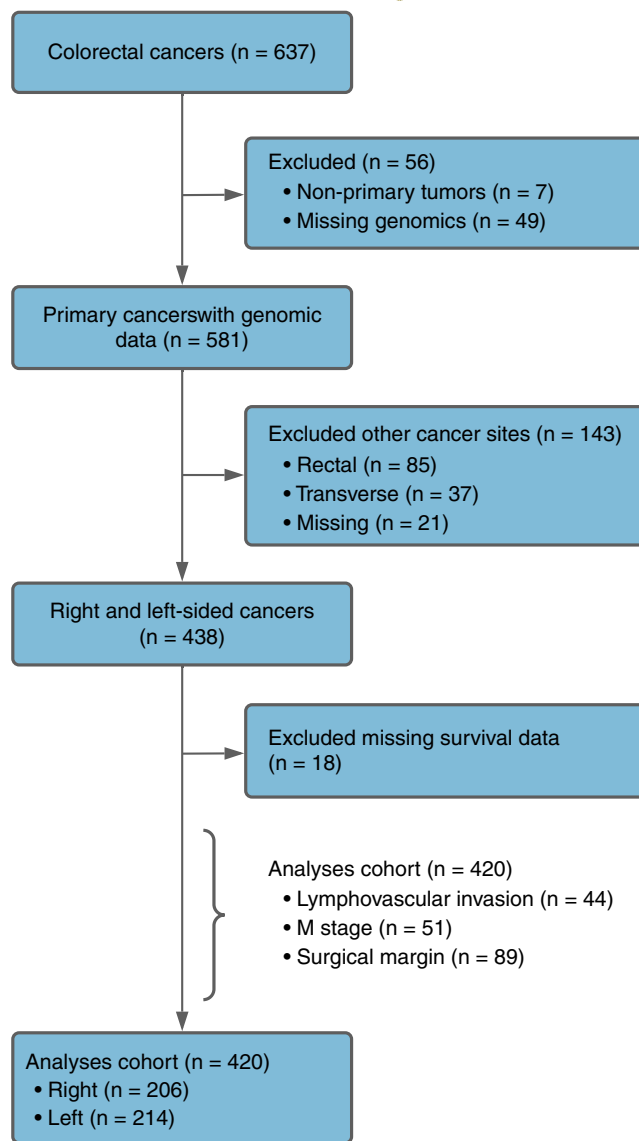 Colorectal cancers (n = 637)
Excluded (n = 56)
• Non-primary tumors (n = 7)
• Missing genomics (n = 49)
Primary cancerswith genomic
data (n = 581)
Excluded other cancer sites (n = 143)
• Rectal (n = 85)
• Transverse (n = 37)
• Missing (n = 21)
Right and left-sided cancers
(n = 438)
Excluded missing survival data
(n = 18)
Analyses cohort (n = 420)
• Lymphovascular invasion (n = 44)
• M stage (n = 51)
• Surgical margin (n = 89)
Analyses cohort (n = 420)
• Right (n = 206)
• Left (n = 214)